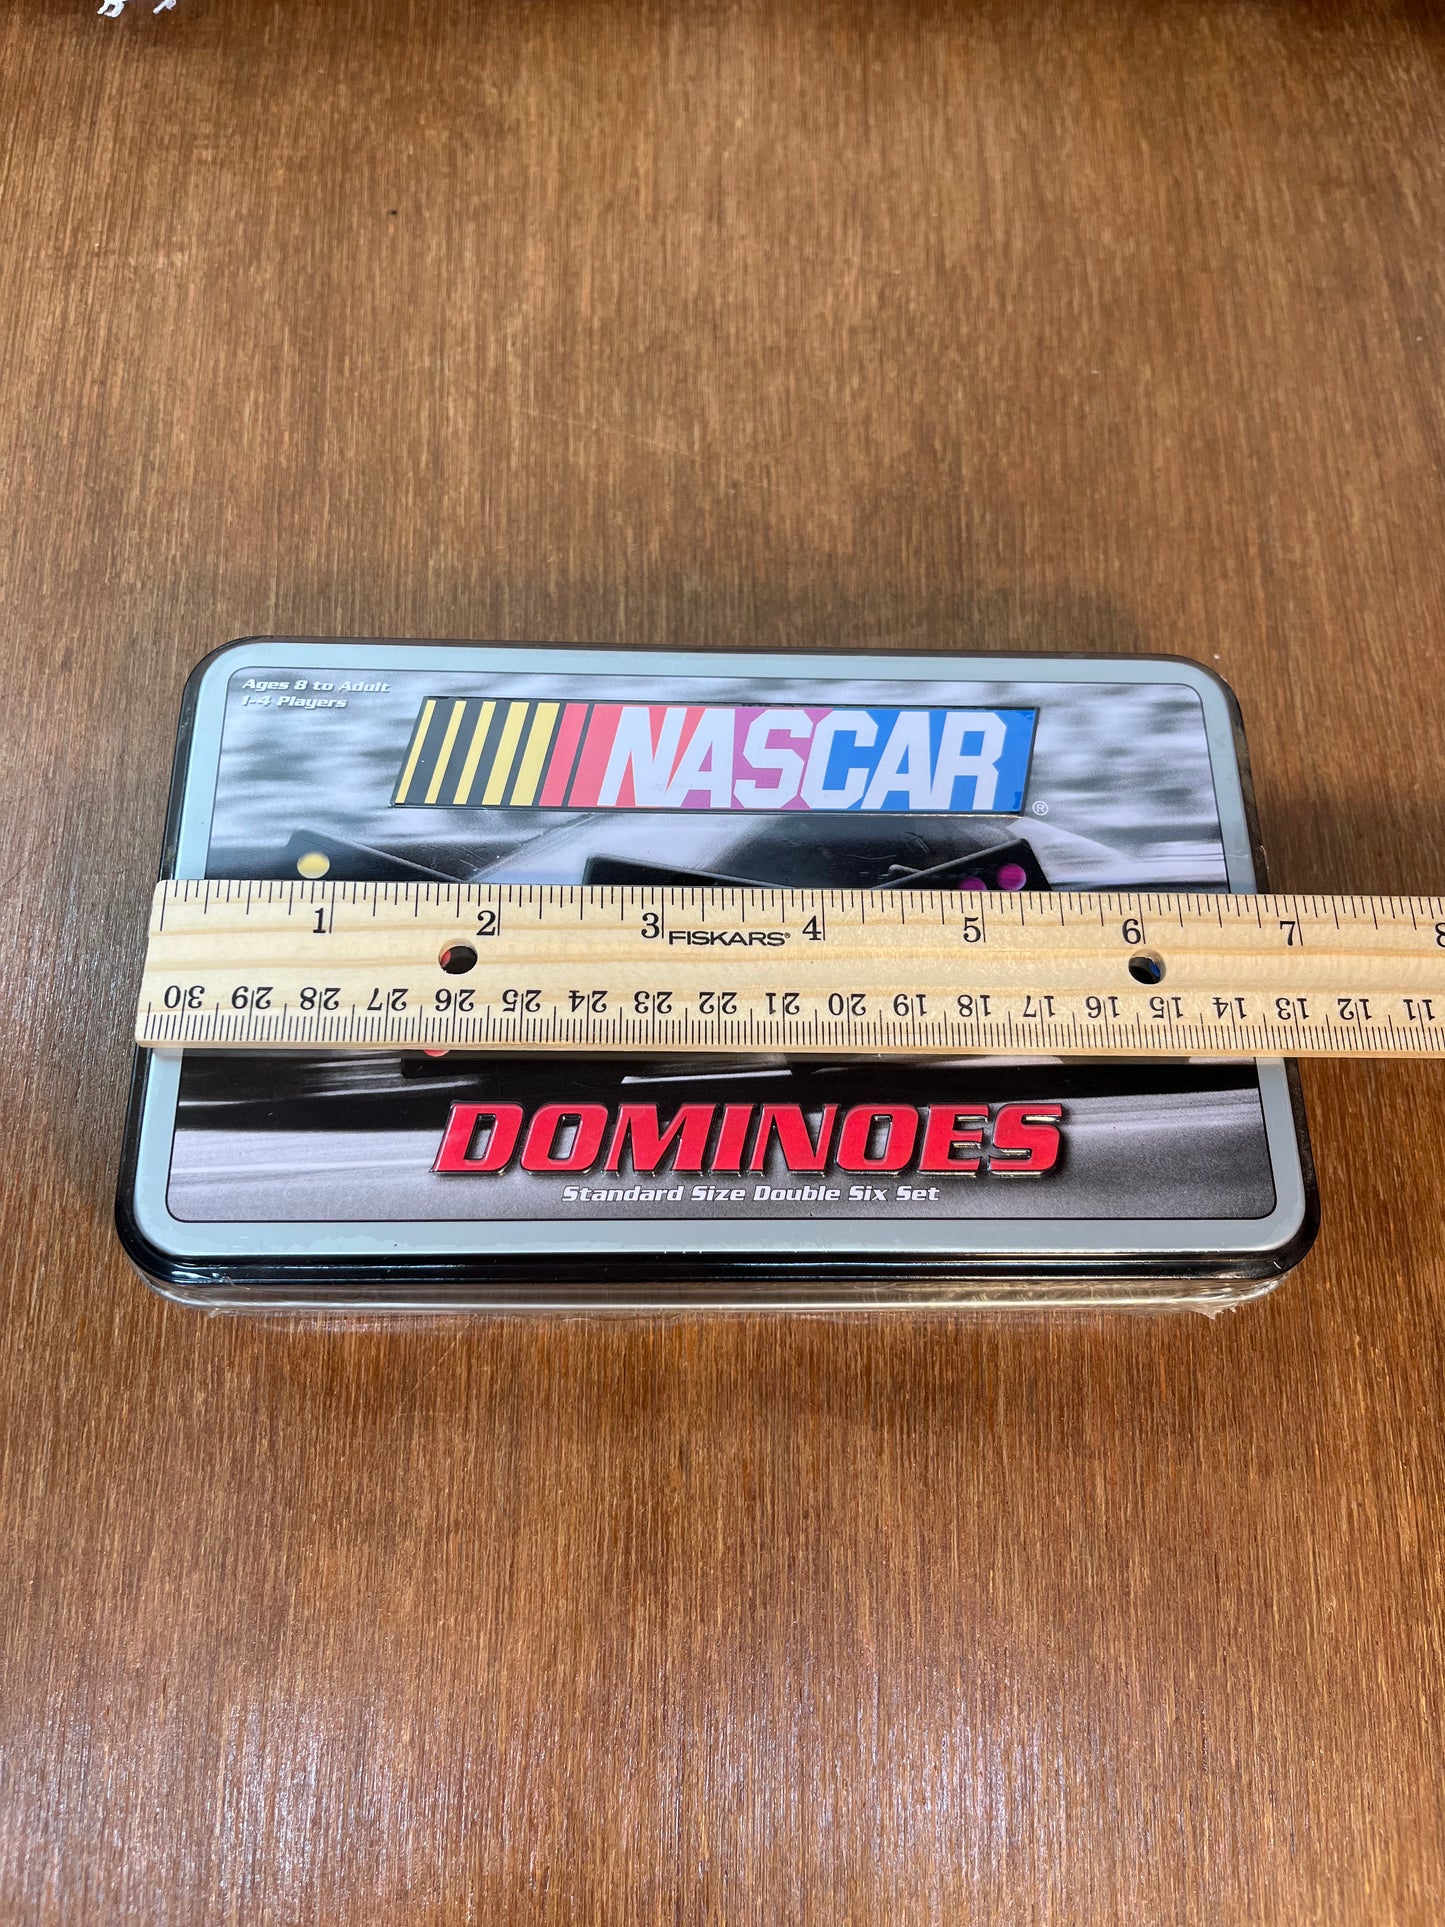 Ages 8 to Adult
1-4 Players
NASCAR®
1 2 3 FISKARS® 4 5 6 7 8
30 29 28 27 26 25 24 23 22 21 20 19 18 17 16 15 14 13 12 11
DOMINOES
Standard Size Double Six Set